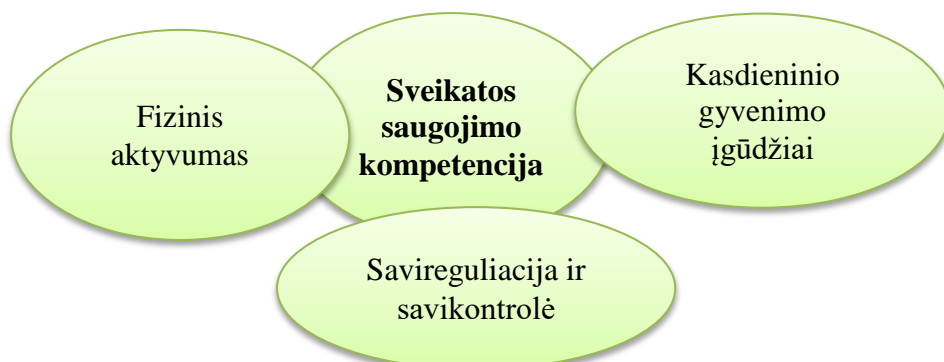 Fizinis
aktyvumas
Sveikatos
saugojimo
kompetencija
Kasdieninio
gyvenimo
įgūdžiai
Savireguliacija ir
savikontrolė